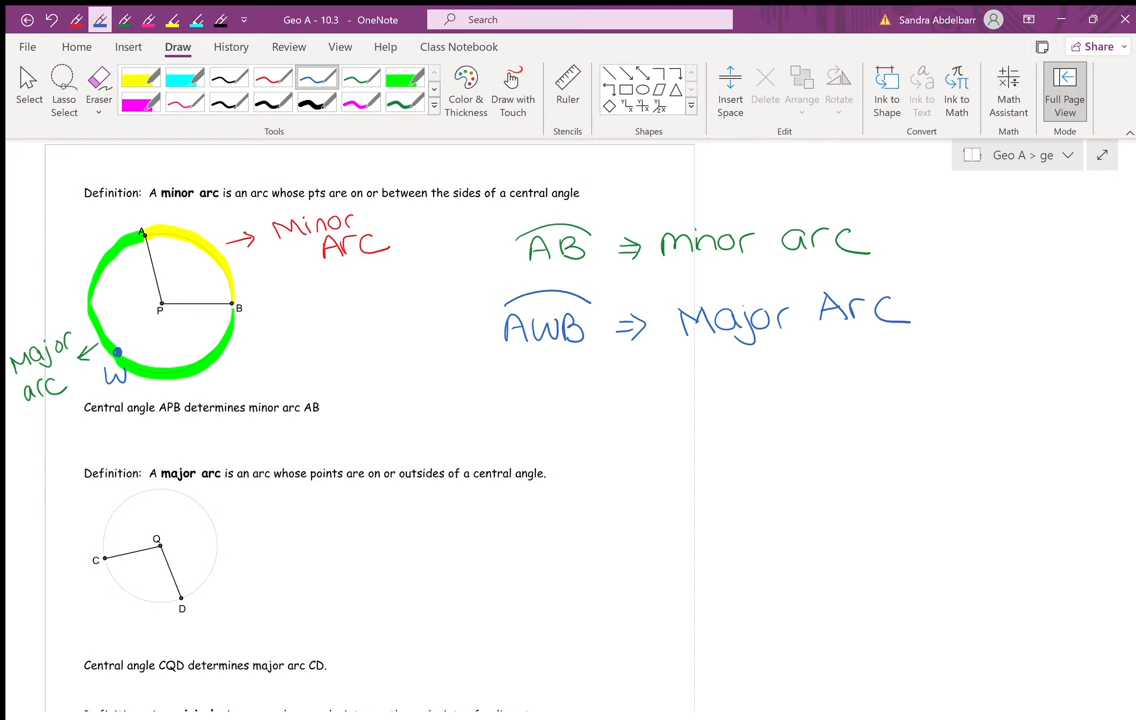 Geo A - 10.3 - OneNote
Search
Sandra Abdelbarr
File Home Insert Draw History Review View Help Class Notebook
Share
Select
Lasso Select
Eraser
Color & Thickness
Draw with Touch
Ruler
Insert Space
Delete
Arrange
Rotate
Ink to Shape
Ink to Text
Ink to Math
Math Assistant
Full Page View
Tools Stencils Shapes Edit Convert Math Mode
Geo A > ge
Definition: A minor arc is an arc whose pts are on or between the sides of a central angle
A
→ Minor Arc
AB ⇒ minor arc
P
B
AWB ⇒ Major Arc
Major arc
W
Central angle APB determines minor arc AB
Definition: A major arc is an arc whose points are on or outsides of a central angle.
Q
C
D
Central angle CQD determines major arc CD.